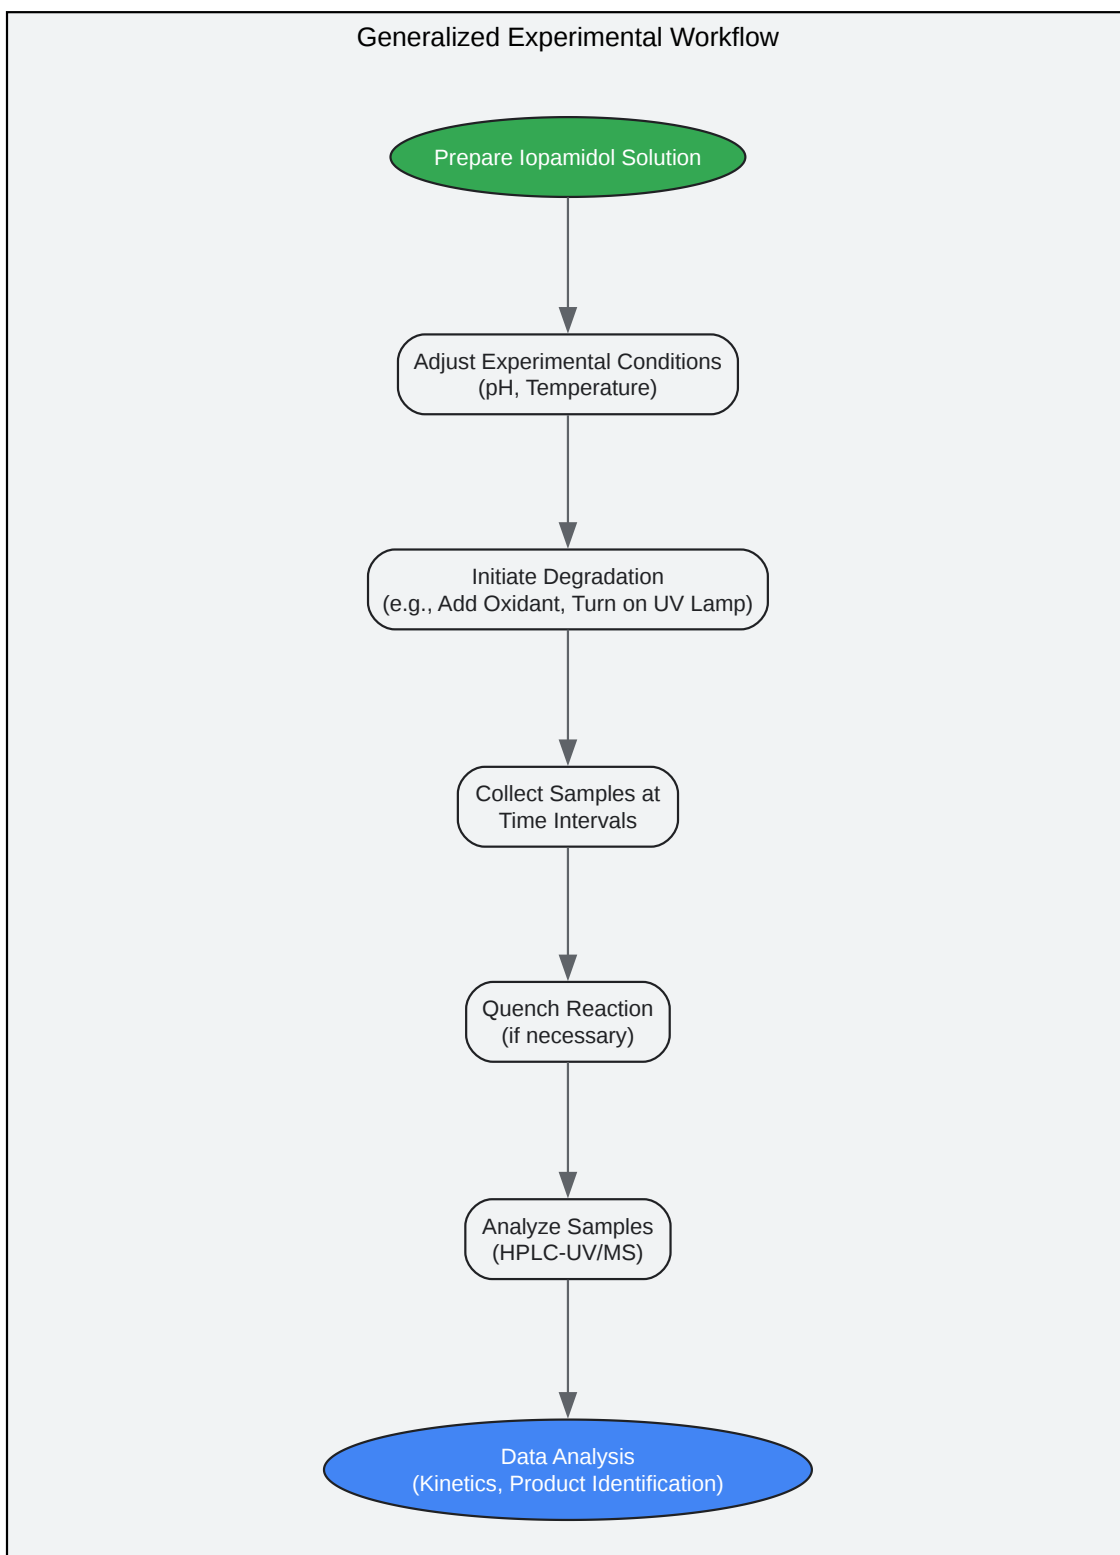 Generalized Experimental Workflow
Prepare Iopamidol Solution
Adjust Experimental Conditions
(pH, Temperature)
Initiate Degradation
(e.g., Add Oxidant, Turn on UV Lamp)
Collect Samples at
Time Intervals
Quench Reaction
(if necessary)
Analyze Samples
(HPLC-UV/MS)
Data Analysis
(Kinetics, Product Identification)